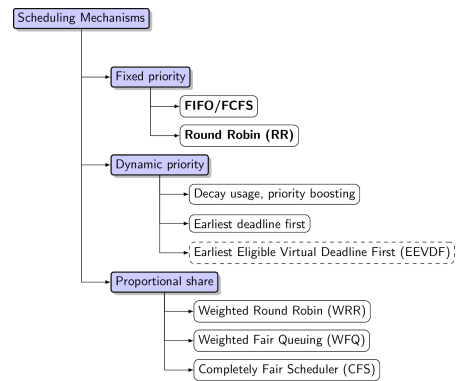 Scheduling Mechanisms
Fixed priority
FIFO/FCFS
Round Robin (RR)
Dynamic priority
Decay usage, priority boosting
Earliest deadline first
Earliest Eligible Virtual Deadline First (EEVDF)
Proportional share
Weighted Round Robin (WRR)
Weighted Fair Queuing (WFQ)
Completely Fair Scheduler (CFS)